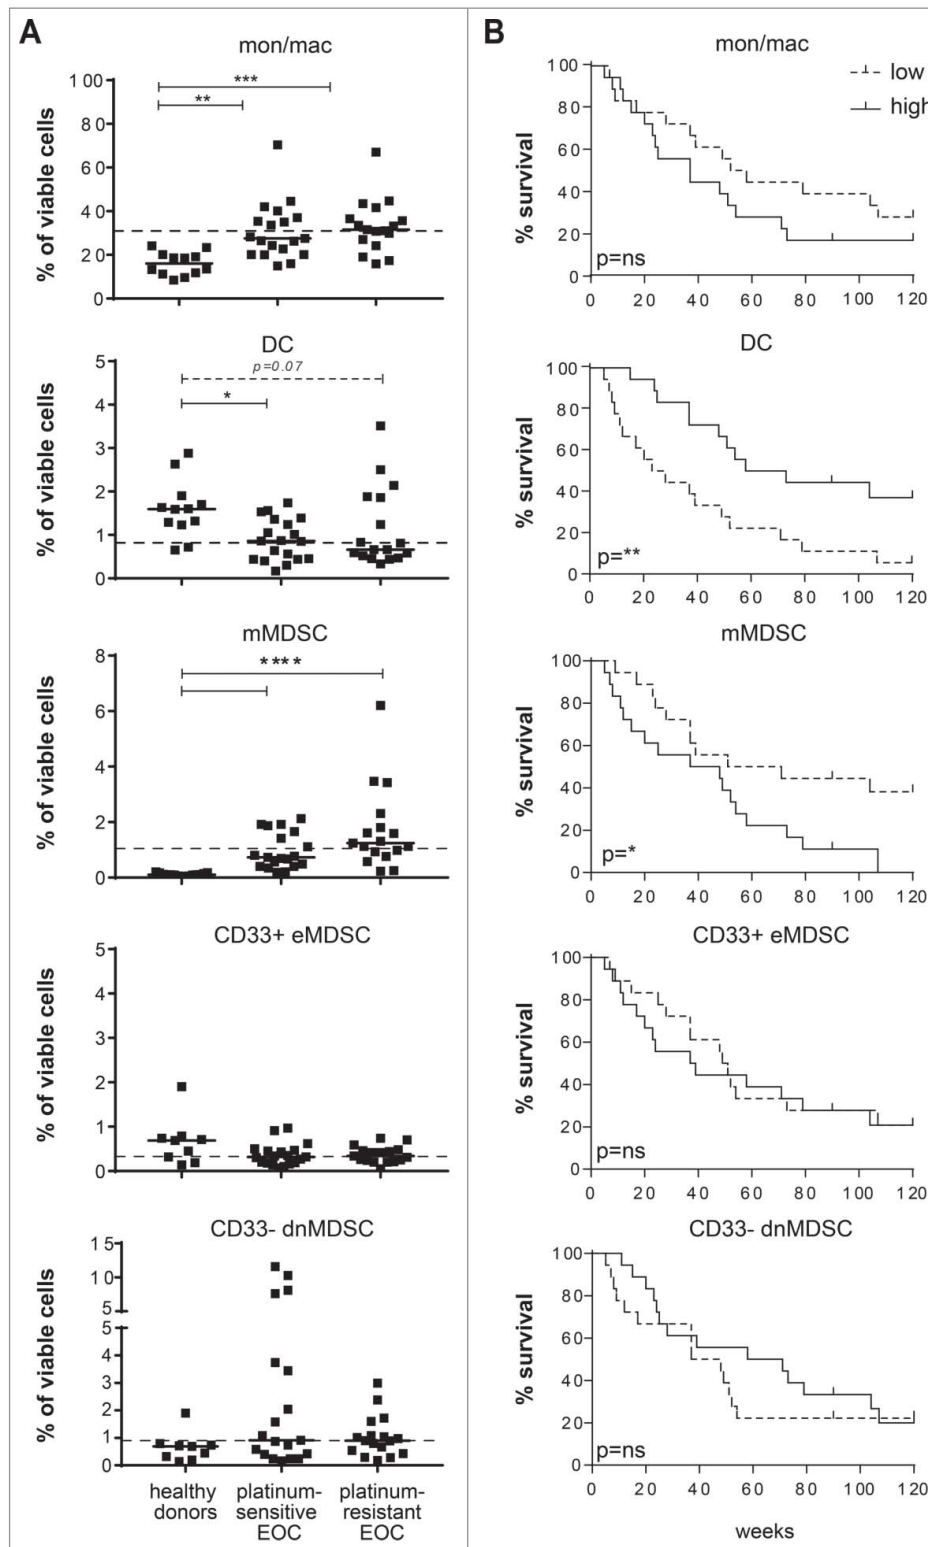 A
mon/mac
% of viable cells
100
80
60
40
20
0
***
**
DC
% of viable cells
5
4
3
2
1
0
p=0.07
*
mMDSC
% of viable cells
8
6
4
2
0
****
CD33+ eMDSC
% of viable cells
5
4
3
2
1
0
CD33- dnMDSC
% of viable cells
15
10
5
5
4
3
2
1
0
healthy donors
platinum-sensitive EOC
platinum-resistant EOC
B
mon/mac
low
high
% survival
100
80
60
40
20
0
p=ns
0 20 40 60 80 100 120
DC
% survival
100
80
60
40
20
0
p=**
0 20 40 60 80 100 120
mMDSC
% survival
100
80
60
40
20
0
p=*
0 20 40 60 80 100 120
CD33+ eMDSC
% survival
100
80
60
40
20
0
p=ns
0 20 40 60 80 100 120
CD33- dnMDSC
% survival
100
80
60
40
20
0
p=ns
0 20 40 60 80 100 120
weeks